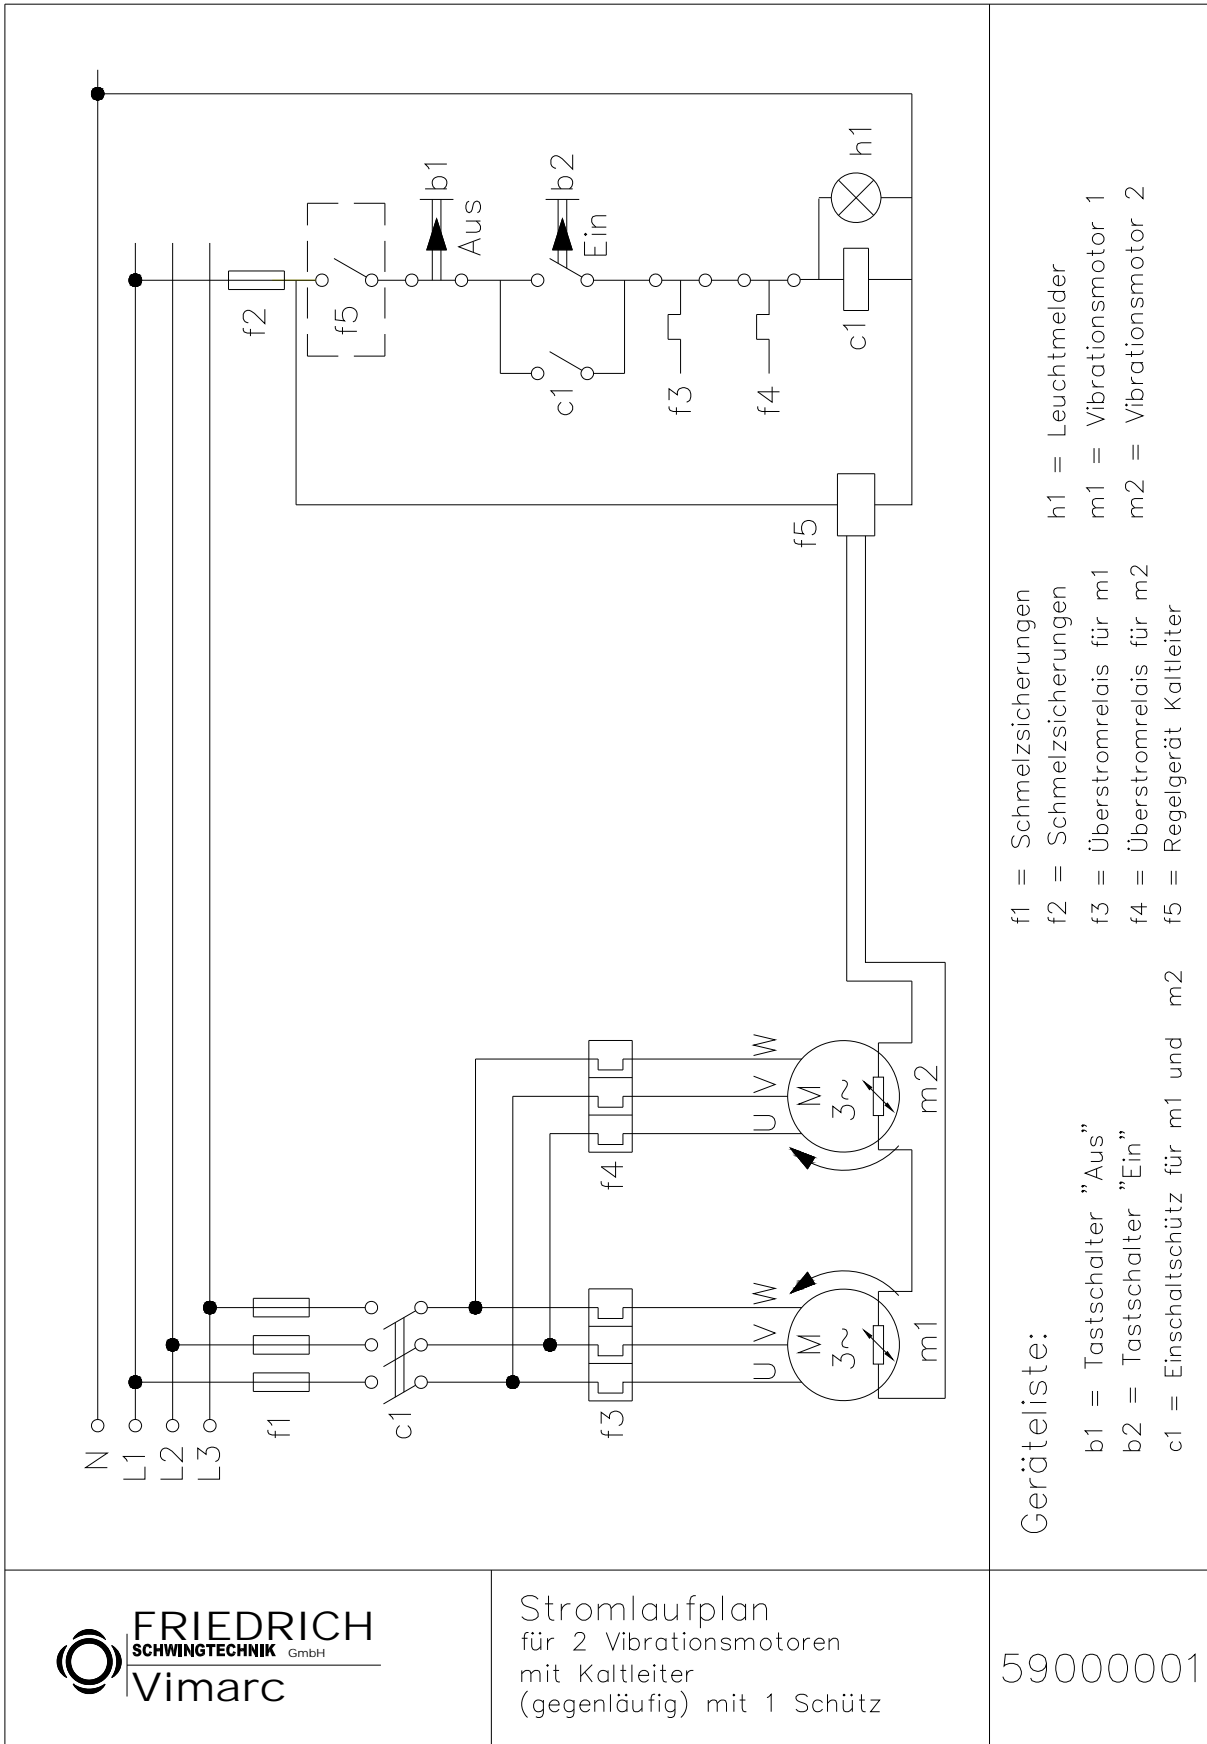 N
L1
L2
L3
f1
c1
f3
f4
U V W
U V W
M
3~
m1
M
3~
m2
f2
f5
b1
Aus
b2
Ein
c1
f3
f4
c1
h1
f5
Geräteliste:
b1 = Tastschalter "Aus"
b2 = Tastschalter "Ein"
c1 = Einschaltschütz für m1 und m2
f1 = Schmelzsicherungen
f2 = Schmelzsicherungen
f3 = Überstromrelais für m1
f4 = Überstromrelais für m2
f5 = Regelgerät Kaltleiter
h1 = Leuchtmelder
m1 = Vibrationsmotor 1
m2 = Vibrationsmotor 2
FRIEDRICH
SCHWINGTECHNIK GmbH
Vimarc
Stromlaufplan
für 2 Vibrationsmotoren
mit Kaltleiter
(gegenläufig) mit 1 Schütz
59000001